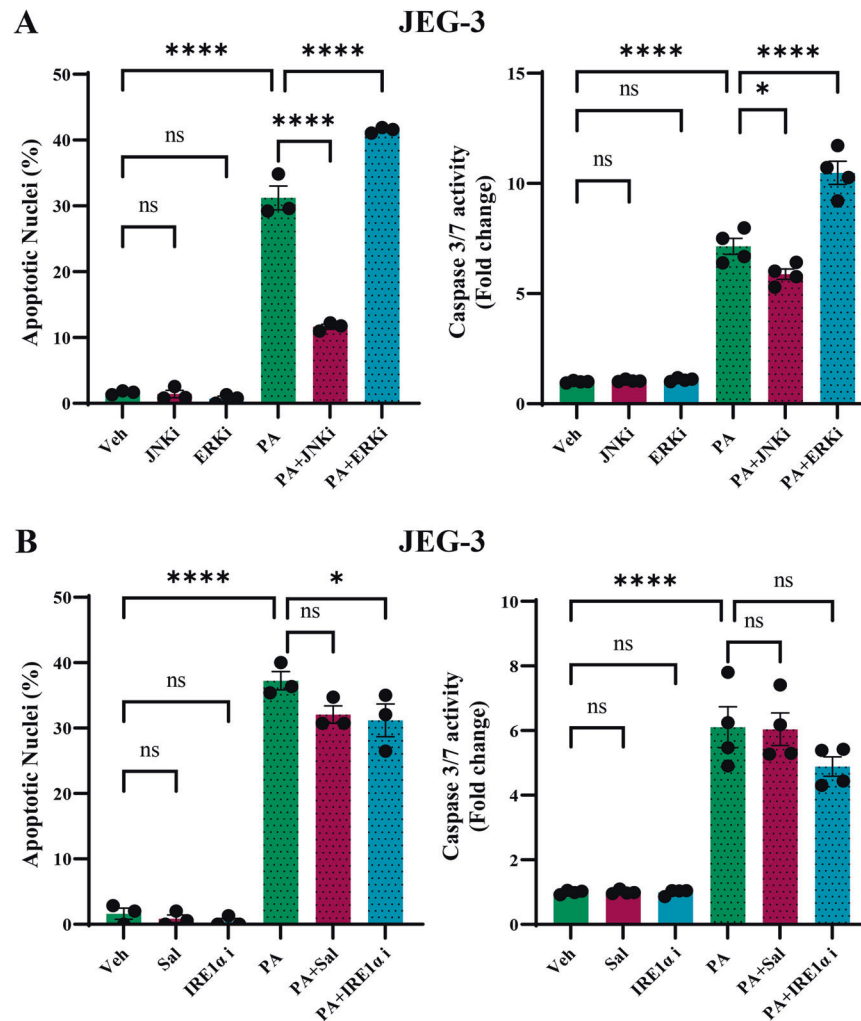 A
JEG-3
Apoptotic Nuclei (%)
50
40
30
20
10
0
**** ****
ns
****
ns
Veh
JNKi
ERKi
PA
PA+JNKi
PA+ERKi
Caspase 3/7 activity
(Fold change)
15
10
5
0
**** ****
ns
*
ns
Veh
JNKi
ERKi
PA
PA+JNKi
PA+ERKi
B
JEG-3
Apoptotic Nuclei (%)
50
40
30
20
10
0
**** *
ns
ns
ns
Veh
Sal
IRE1α i
PA
PA+Sal
PA+IRE1α i
Caspase 3/7 activity
(Fold change)
10
8
6
4
2
0
**** ns
ns
ns
ns
Veh
Sal
IRE1α i
PA
PA+Sal
PA+IRE1α i